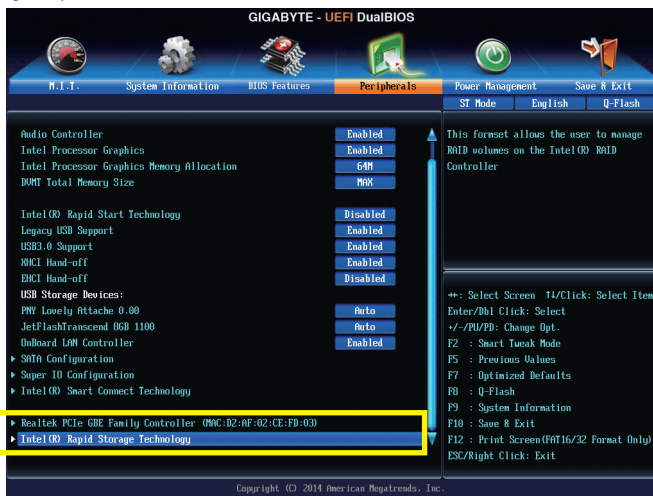 GIGABYTE - UEFI DualBIOS
M.I.T.
System Information
BIOS Features
Peripherals
Power Management
Save & Exit
ST Mode
English
Q-Flash
Audio Controller Enabled
Intel Processor Graphics Enabled
Intel Processor Graphics Memory Allocation 64M
DVMT Total Memory Size MAX
Intel(R) Rapid Start Technology Disabled
Legacy USB Support Enabled
USB3.0 Support Enabled
XHCI Hand-off Enabled
EHCI Hand-off Disabled
USB Storage Devices:
PNY Lovely Attache 0.00 Auto
JetFlashTranscend 8GB 1100 Auto
OnBoard LAN Controller Enabled
SATA Configuration
Super IO Configuration
Intel(R) Smart Connect Technology
Realtek PCIe GBE Family Controller (MAC:D2:AF:02:CE:FD:03)
Intel(R) Rapid Storage Technology
This formset allows the user to manage
RAID volumes on the Intel(R) RAID
Controller
↔: Select Screen ↑↓/Click: Select Item
Enter/Dbl Click: Select
+/-/PU/PD: Change Opt.
F2 : Smart Tweak Mode
F5 : Previous Values
F7 : Optimized Defaults
F8 : Q-Flash
F9 : System Information
F10 : Save & Exit
F12 : Print Screen(FAT16/32 Format Only)
ESC/Right Click: Exit
Copyright (C) 2014 American Megatrends, Inc.